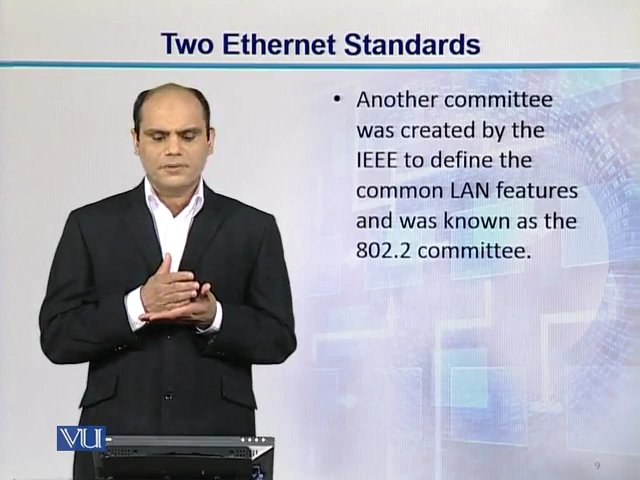 Two Ethernet Standards
• Another committee
was created by the
IEEE to define the
common LAN features
and was known as the
802.2 committee.
VU
9